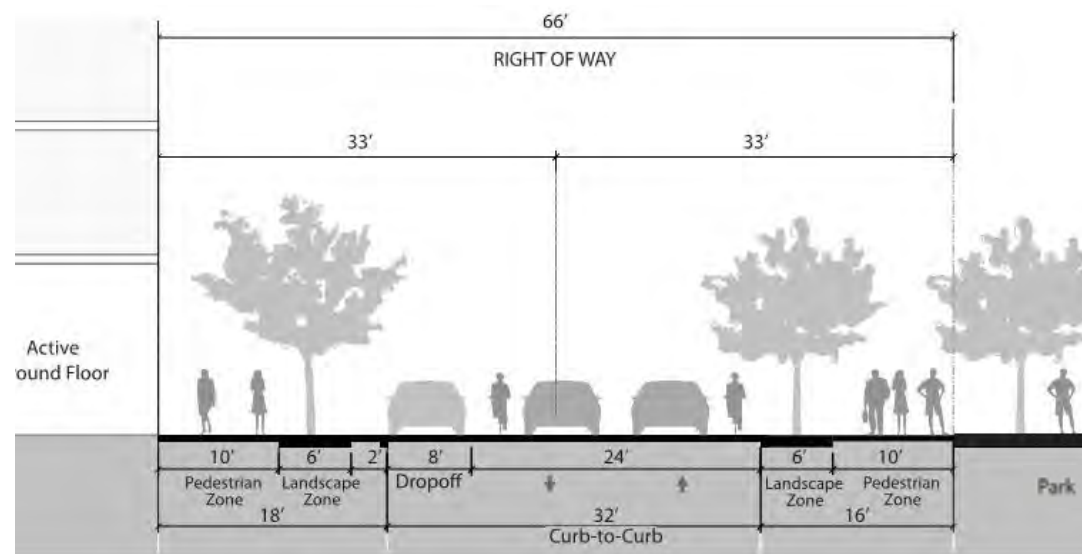 66’
RIGHT OF WAY
33’
33’
Active
ound Floor
10’
6’
2’
8’
24’
6’
10’
Pedestrian
Zone
Landscape
Zone
Dropoff
Landscape
Zone
Pedestrian
Zone
Park
18’
32’
16’
Curb-to-Curb